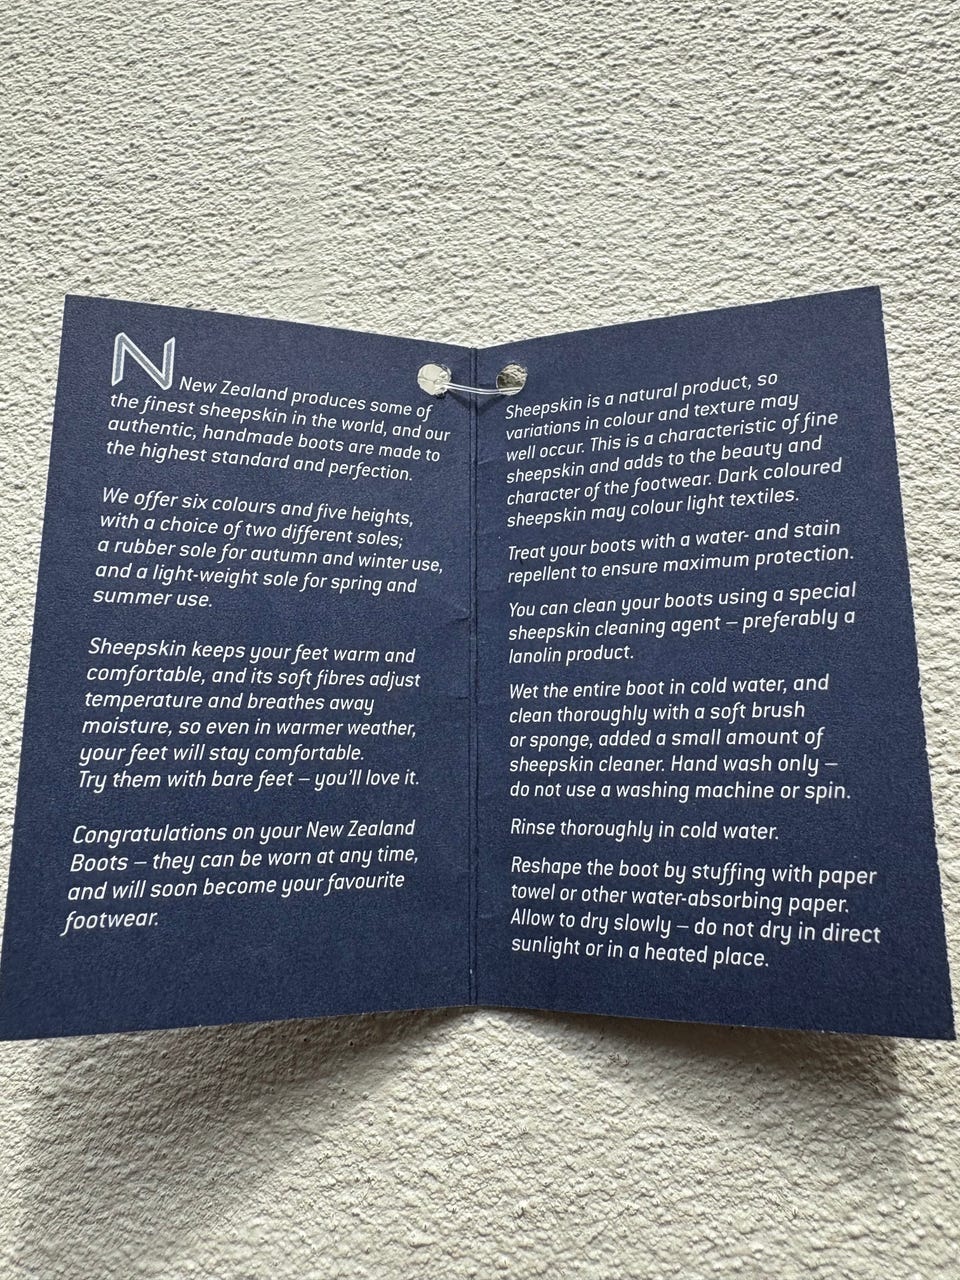 N
New Zealand produces some of
the finest sheepskin in the world, and our
authentic, handmade boots are made to
the highest standard and perfection.
We offer six colours and five heights,
with a choice of two different soles;
a rubber sole for autumn and winter use,
and a light-weight sole for spring and
summer use.
Sheepskin keeps your feet warm and
comfortable, and its soft fibres adjust
temperature and breathes away
moisture, so even in warmer weather,
your feet will stay comfortable.
Try them with bare feet – you'll love it.
Congratulations on your New Zealand
Boots – they can be worn at any time,
and will soon become your favourite
footwear.
Sheepskin is a natural product, so
variations in colour and texture may
well occur. This is a characteristic of fine
sheepskin and adds to the beauty and
character of the footwear. Dark coloured
sheepskin may colour light textiles.
Treat your boots with a water- and stain
repellent to ensure maximum protection.
You can clean your boots using a special
sheepskin cleaning agent – preferably a
lanolin product.
Wet the entire boot in cold water, and
clean thoroughly with a soft brush
or sponge, added a small amount of
sheepskin cleaner. Hand wash only –
do not use a washing machine or spin.
Rinse thoroughly in cold water.
Reshape the boot by stuffing with paper
towel or other water-absorbing paper.
Allow to dry slowly – do not dry in direct
sunlight or in a heated place.